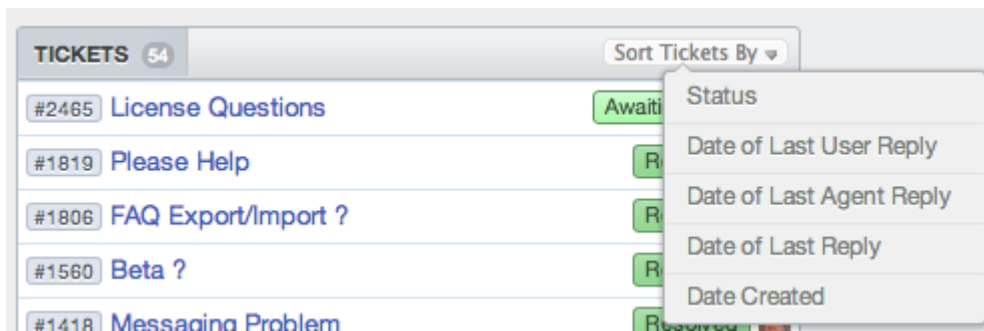 TICKETS 54 Sort Tickets By
#2465 License Questions
Status
#1819 Please Help
Date of Last User Reply
#1806 FAQ Export/Import ?
Date of Last Agent Reply
#1560 Beta ?
Date of Last Reply
Date Created
#1418 Messaging Problem Resolved